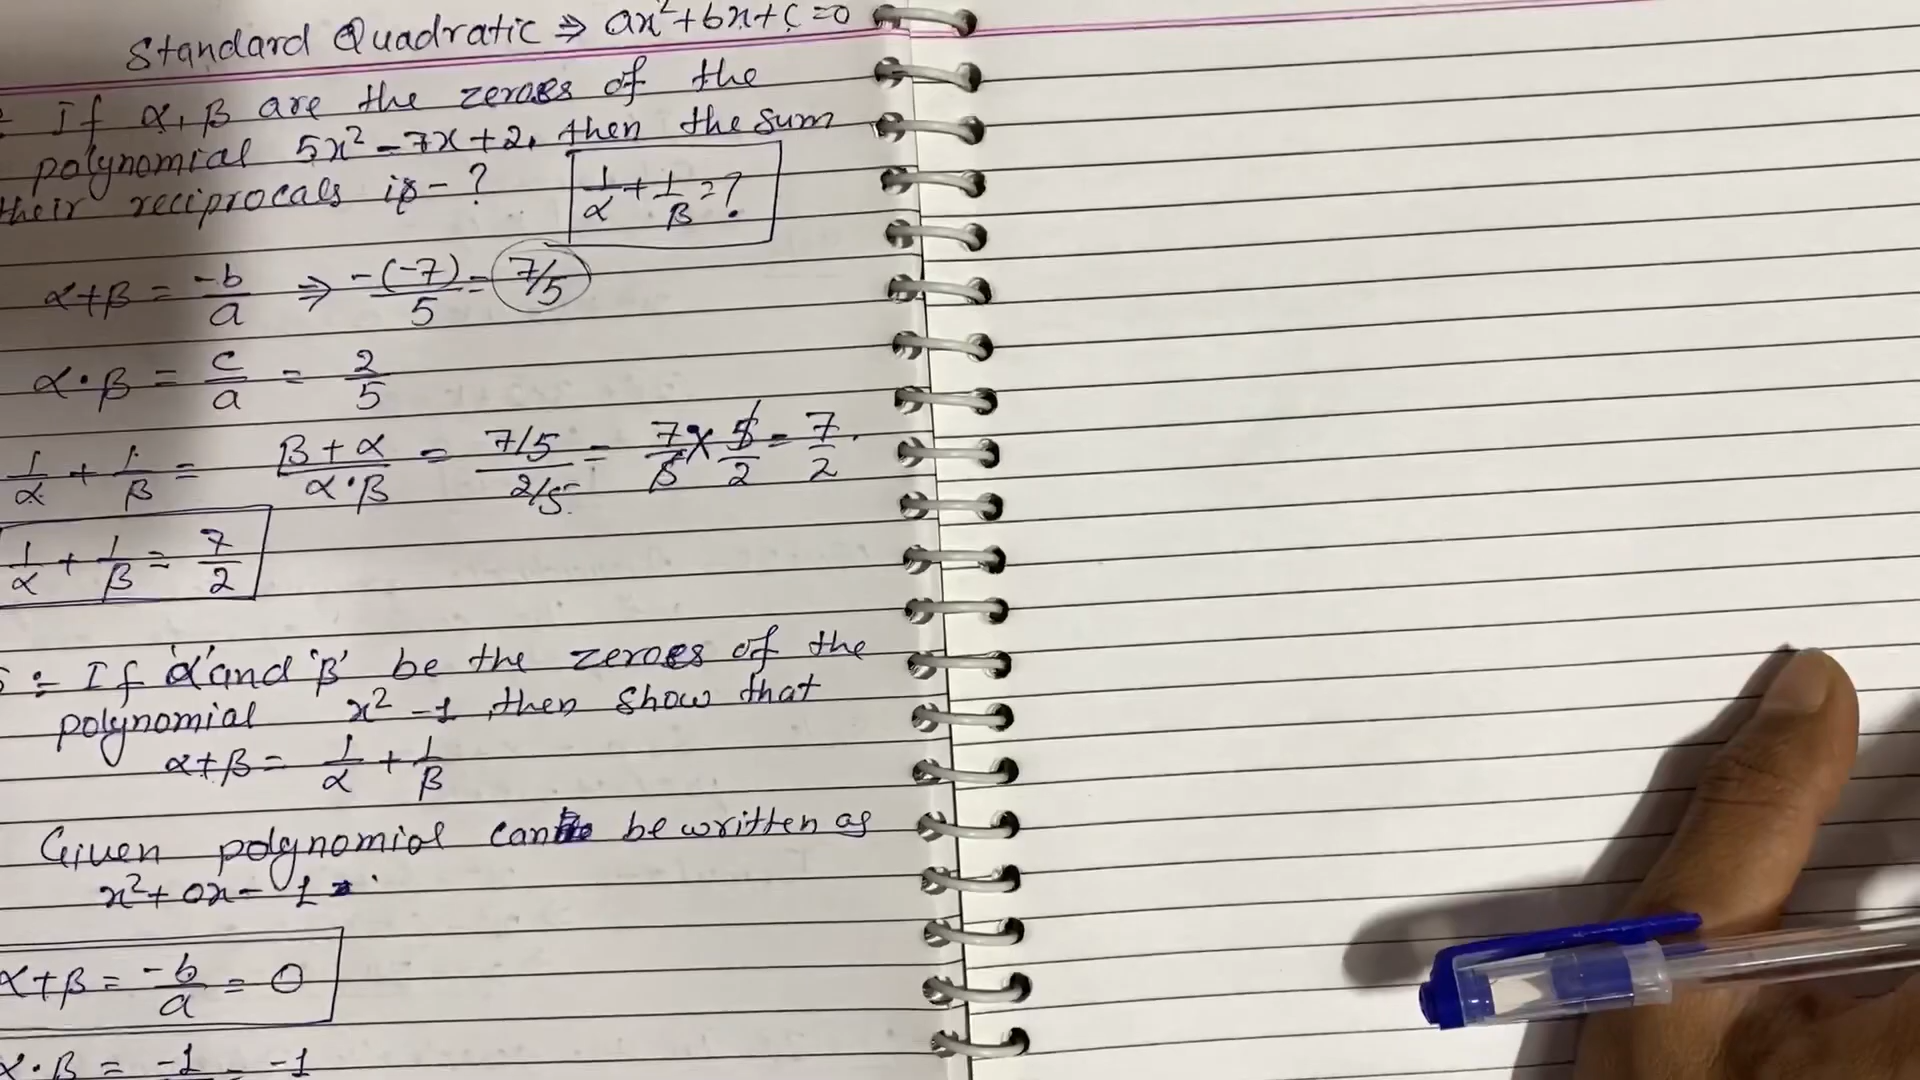 Standard Quadratic ⇒ ax²+bx+c=0
:- If α, β are the zeroes of the
polynomial 5x²-7x+2, then the sum
their reciprocals is - ? 1/α + 1/β = ?
α+β = -b/a ⇒ -(-7)/5 = 7/5
α·β = c/a = 2/5
1/α + 1/β = β+α/α·β = 7/5/2/5 = 7/5 × 5/2 = 7/2.
1/α + 1/β = 7/2
:- If 'α' and 'β' be the zeroes of the
polynomial x²-1, then show that
α+β = 1/α + 1/β
Given polynomial can be written as
x²+0x-1
α+β = -b/a = 0
α·β = -1 = -1